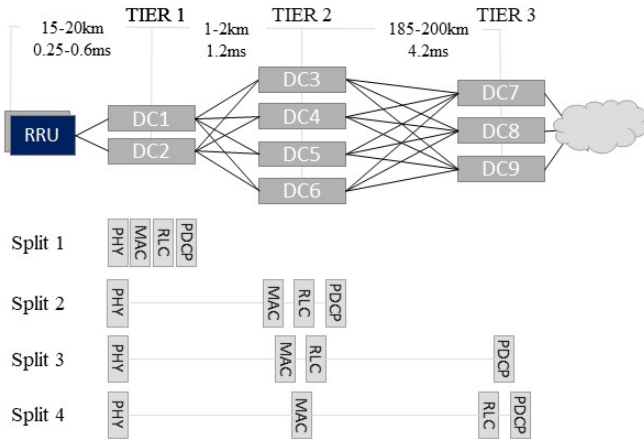 TIER 1 TIER 2 TIER 3
15-20km 1-2km 185-200km
0.25-0.6ms 1.2ms 4.2ms
DC3
DC7
DC1
DC4
RRU
DC8
DC2
DC5
DC9
DC6
Split 1 PHY MAC RLC PDCP
Split 2 PHY MAC RLC PDCP
Split 3 PHY MAC RLC PDCP
Split 4 PHY MAC RLC PDCP